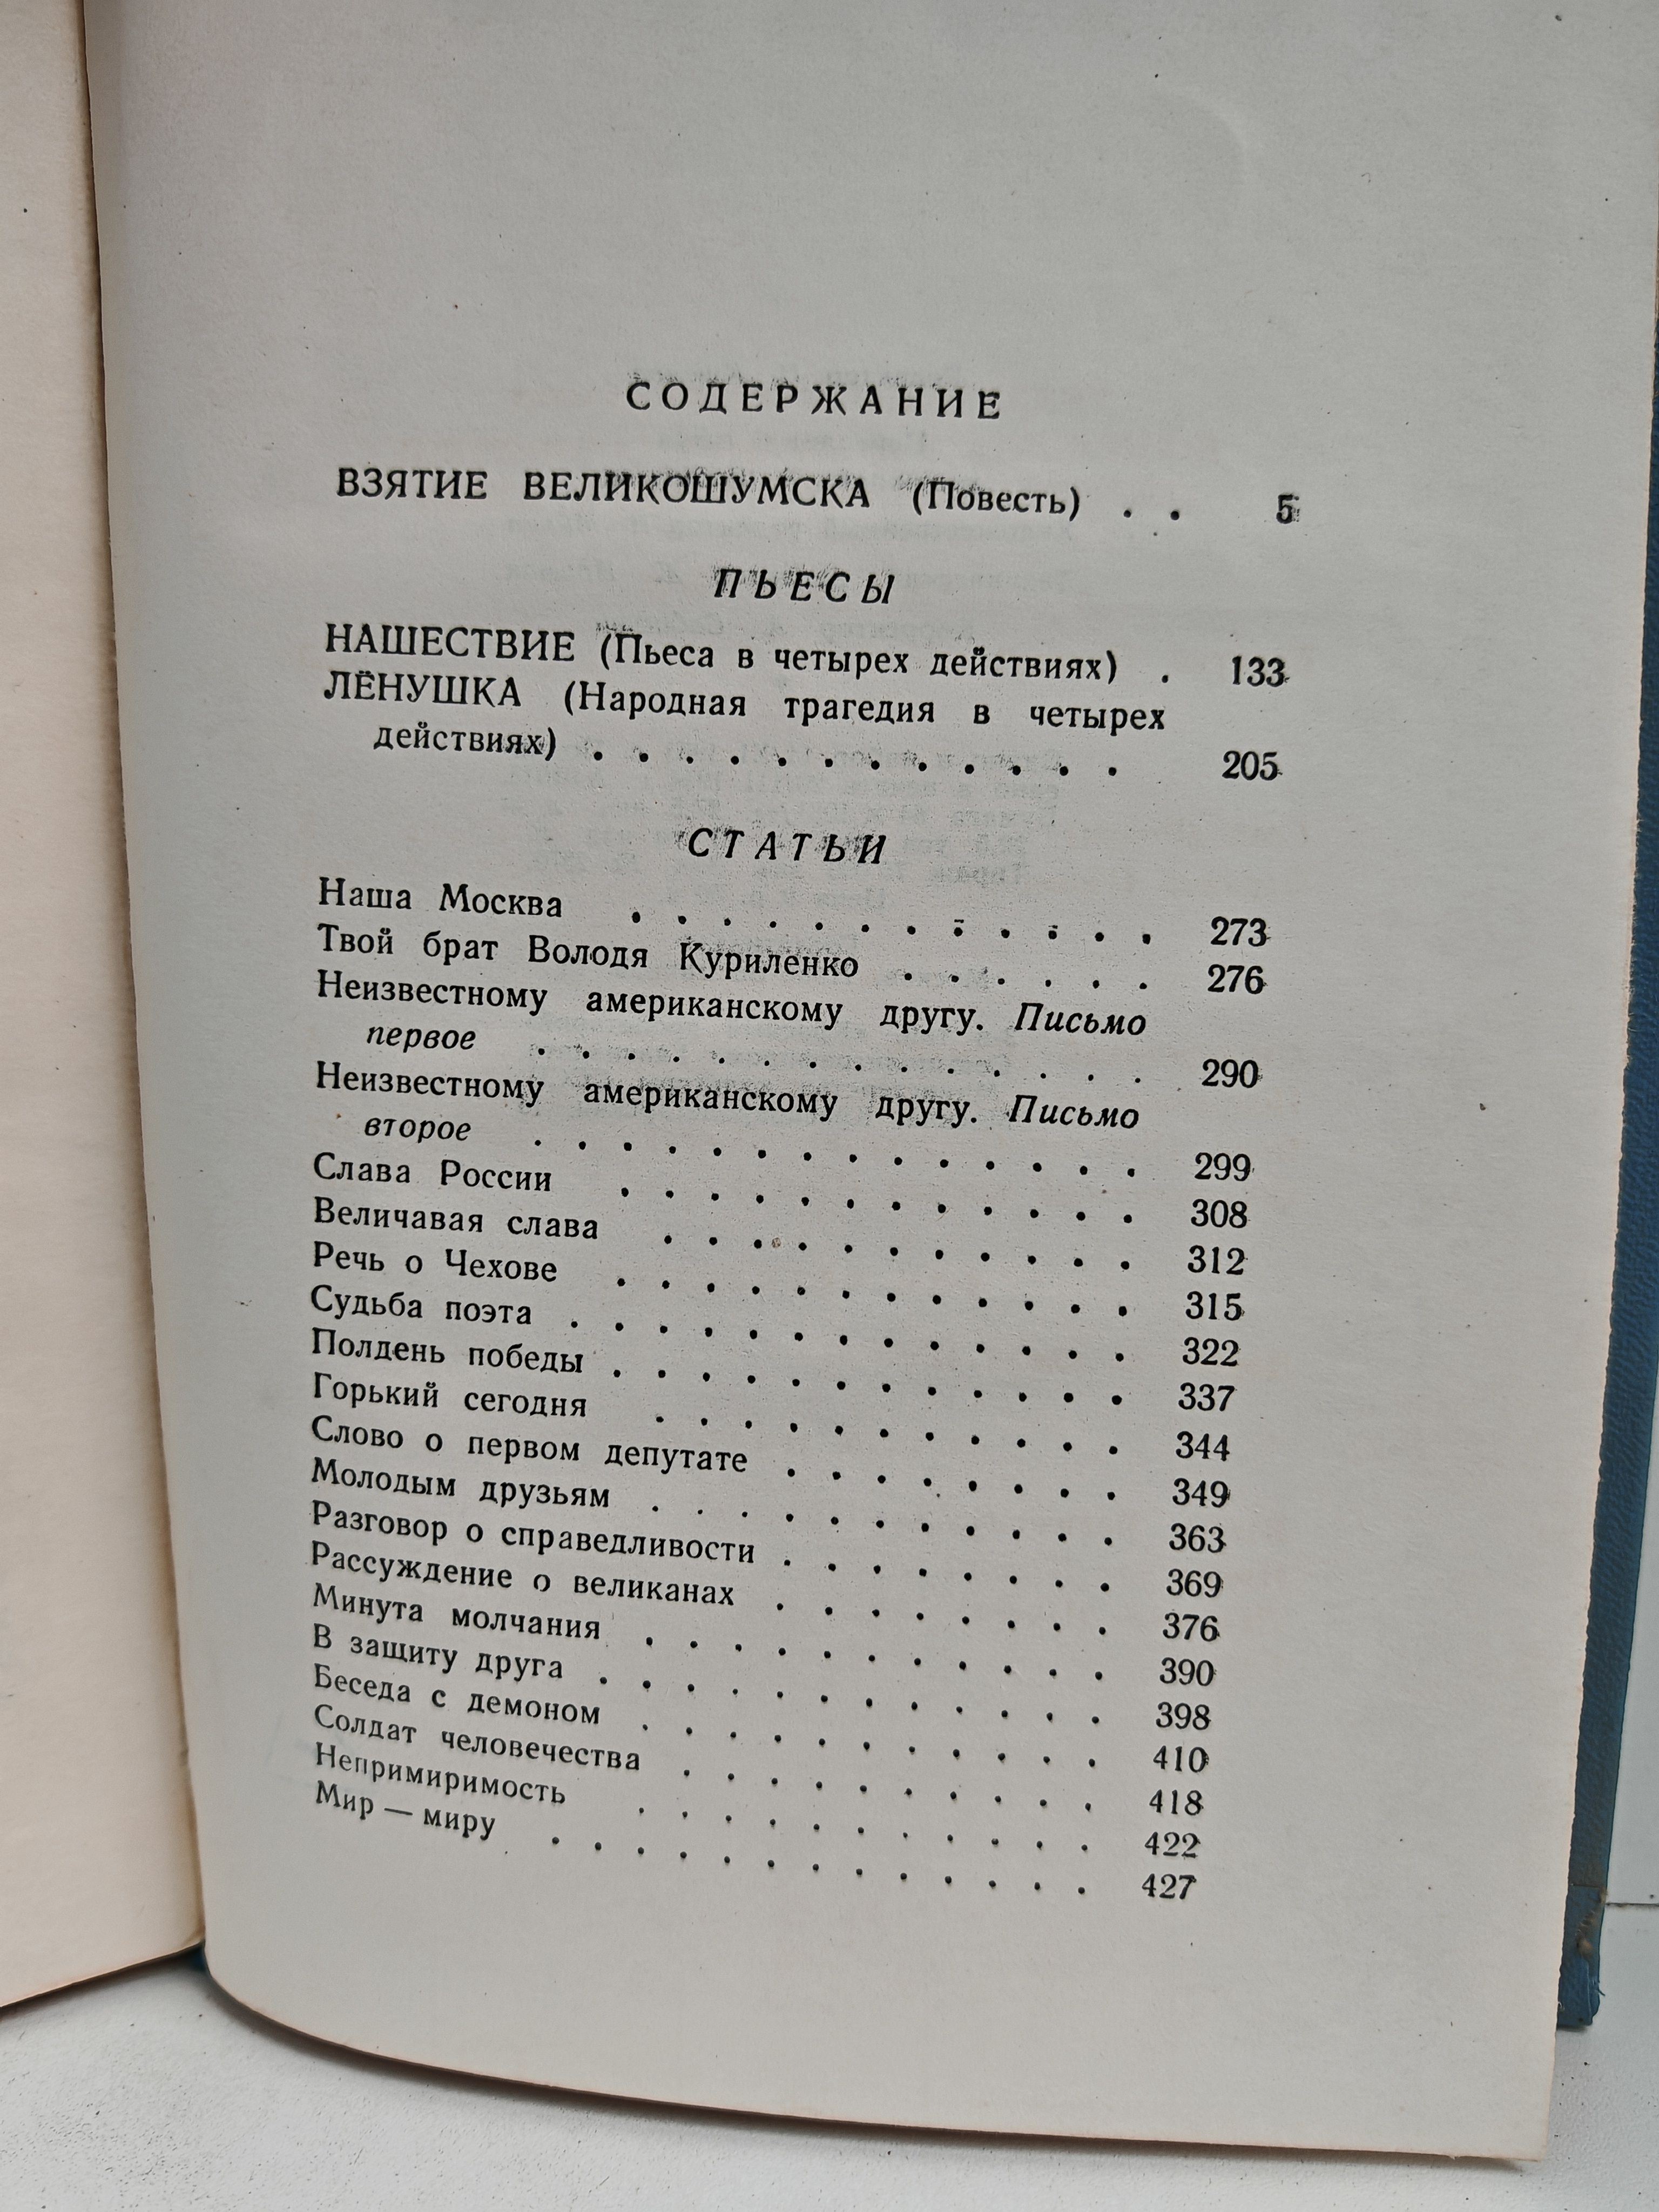 СОДЕРЖАНИЕ
ВЗЯТИЕ ВЕЛИКОШУМСКА (Повесть) . . 5
ПЬЕСЫ
НАШЕСТВИЕ (Пьеса в четырех действиях) . 133
ЛЁНУШКА (Народная трагедия в четырех
действиях) . . . . . . . . . . . . 205
СТАТЬИ
Наша Москва . . . . . . . . . . . . 273
Твой брат Володя Куриленко . . . . . . 276
Неизвестному американскому другу. Письмо
первое . . . . . . . . . . . . . . 290
Неизвестному американскому другу. Письмо
второе . . . . . . . . . . . . . . 299
Слава России . . . . . . . . . . . . 308
Величавая слава . . . . . . . . . . . 312
Речь о Чехове . . . . . . . . . . . . 315
Судьба поэта . . . . . . . . . . . . . 322
Полдень победы . . . . . . . . . . . . 337
Горький сегодня . . . . . . . . . . . 344
Слово о первом депутате . . . . . . . . 349
Молодым друзьям . . . . . . . . . . . 363
Разговор о справедливости . . . . . . . . 369
Рассуждение о великанах . . . . . . . . 376
Минута молчания . . . . . . . . . . . 390
В защиту друга . . . . . . . . . . . . 398
Беседа с демоном . . . . . . . . . . . 410
Солдат человечества . . . . . . . . . . 418
Непримиримость . . . . . . . . . . . 422
Мир — миру . . . . . . . . . . . . . 427